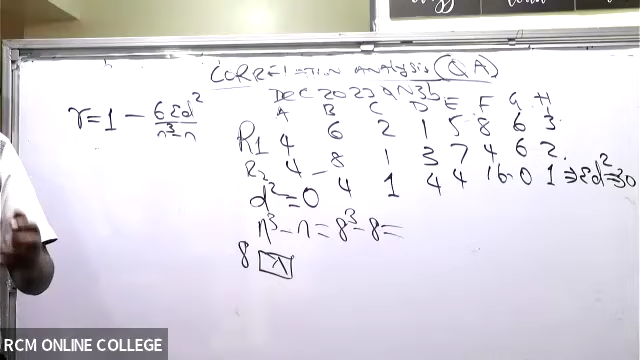 CORRELATION ANALYSIS (QA)
DEC 2022 QN3b
r = 1 - 6Σd² / n³-n
A B C D E F G H
R1 4 6 2 1 5 8 6 3
R2 4 8 1 3 7 4 6 2.
d² = 0 4 1 4 4 16 0 1 ⇒ Σd² = 30
n³ - n = 8³ - 8 =
8
RCM ONLINE COLLEGE